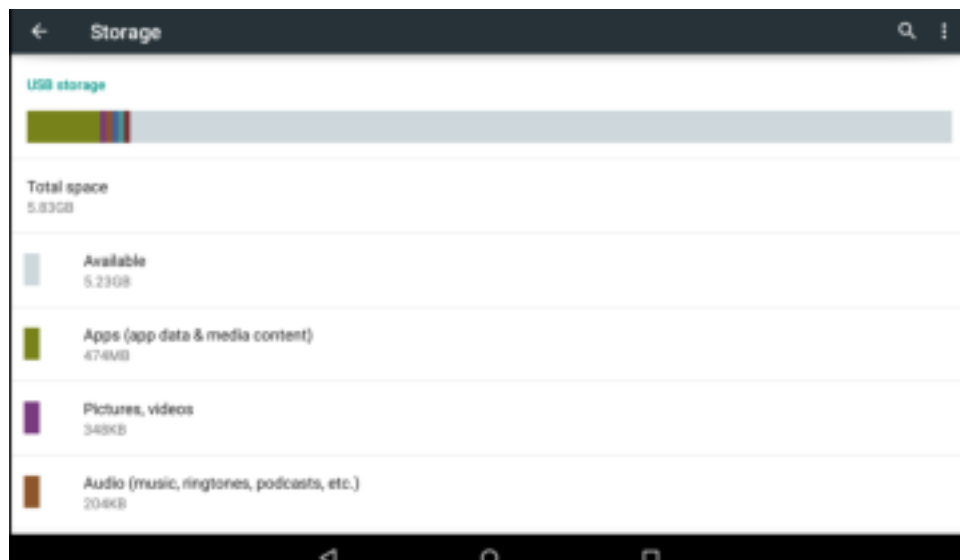 Storage
USB storage
Total space
5.83GB
Available
5.23GB
Apps (app data & media content)
474MB
Pictures, videos
348KB
Audio (music, ringtones, podcasts, etc.)
204KB